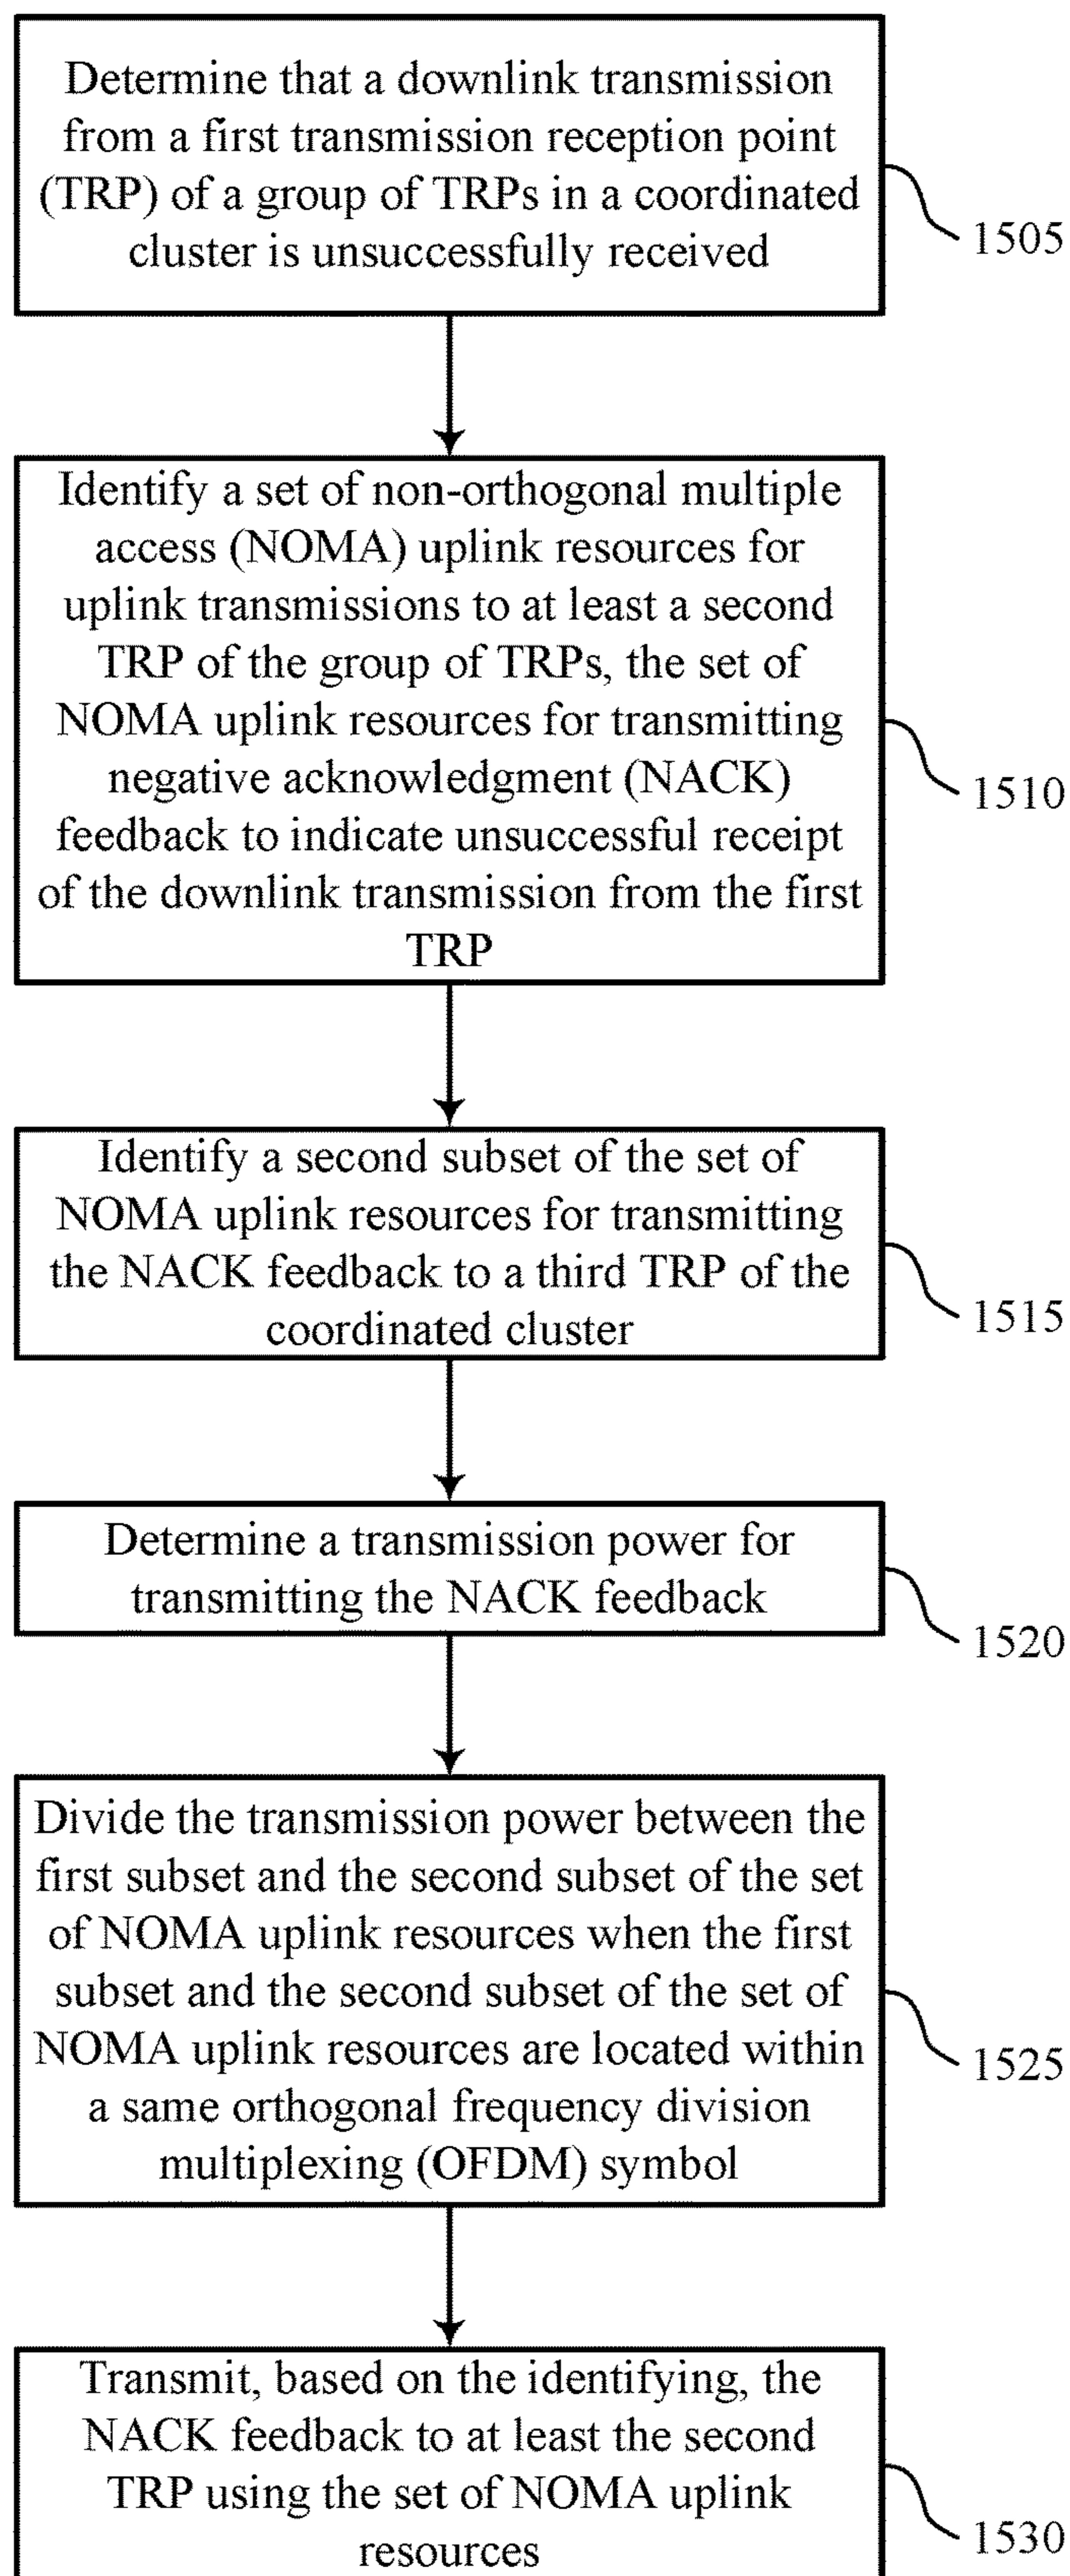 Determine that a downlink transmission
from a first transmission reception point
(TRP) of a group of TRPs in a coordinated
cluster is unsuccessfully received
1505
Identify a set of non-orthogonal multiple
access (NOMA) uplink resources for
uplink transmissions to at least a second
TRP of the group of TRPs, the set of
NOMA uplink resources for transmitting
negative acknowledgment (NACK)
feedback to indicate unsuccessful receipt
of the downlink transmission from the first
TRP
1510
Identify a second subset of the set of
NOMA uplink resources for transmitting
the NACK feedback to a third TRP of the
coordinated cluster
1515
Determine a transmission power for
transmitting the NACK feedback
1520
Divide the transmission power between the
first subset and the second subset of the set
of NOMA uplink resources when the first
subset and the second subset of the set of
NOMA uplink resources are located within
a same orthogonal frequency division
multiplexing (OFDM) symbol
1525
Transmit, based on the identifying, the
NACK feedback to at least the second
TRP using the set of NOMA uplink
resources
1530